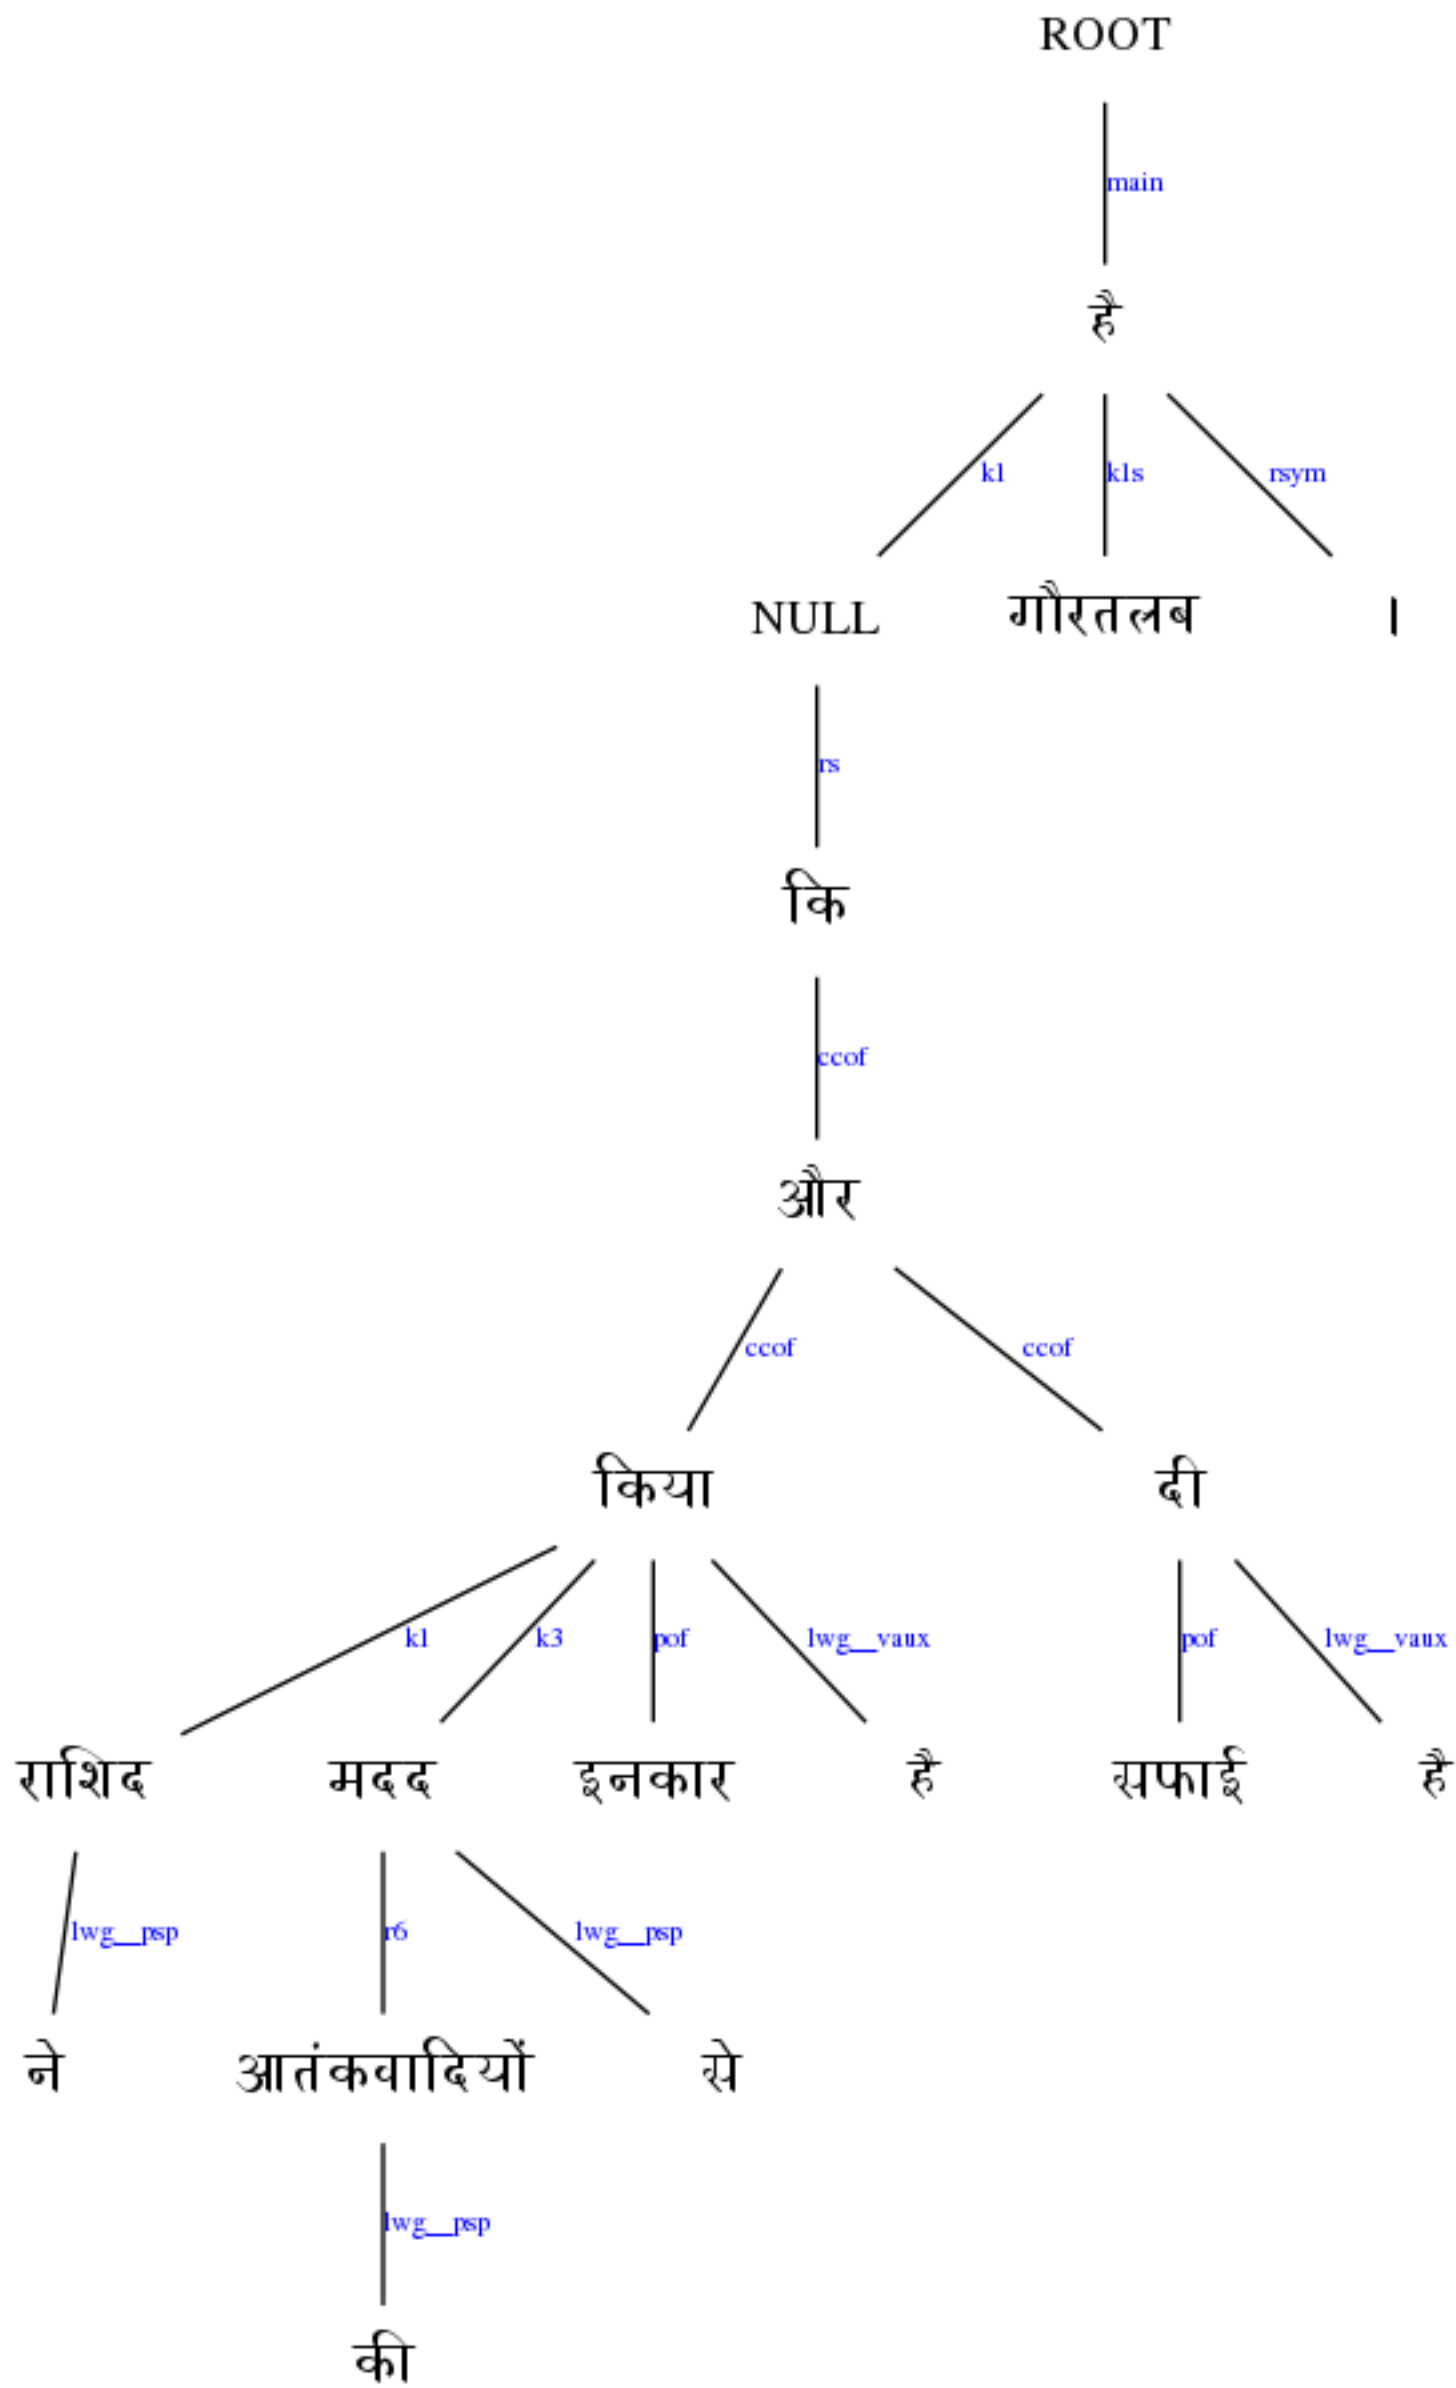 ROOT
main
है
k1 k1s rsym
NULL गौरतलब ।
rs
कि
ccof
और
ccof ccof
किया दी
k1 k3 pof lwg__vaux pof lwg__vaux
राशिद मदद इनकार है सफाई है
lwg__psp r6 lwg__psp
ने आतंकवादियों से
lwg__psp
की